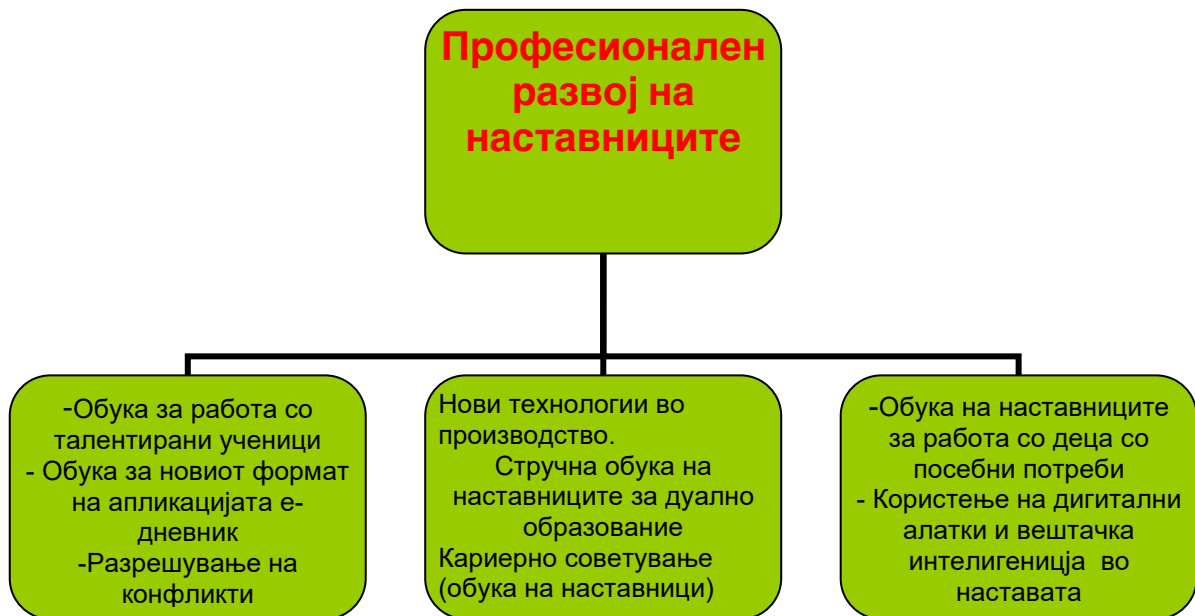 Професионален
развој на
наставниците
-Обука за работа со
талентирани ученици
- Обука за новиот формат
на апликацијата е-
дневник
-Разрешување на
конфликти
Нови технологии во
производство.
Стручна обука на
наставниците за дуално
образование
Кариерно советување
(обука на наставници)
-Обука на наставниците
за работа со деца со
посебни потреби
- Користење на дигитални
алатки и вештачка
интелигениција во
наставата